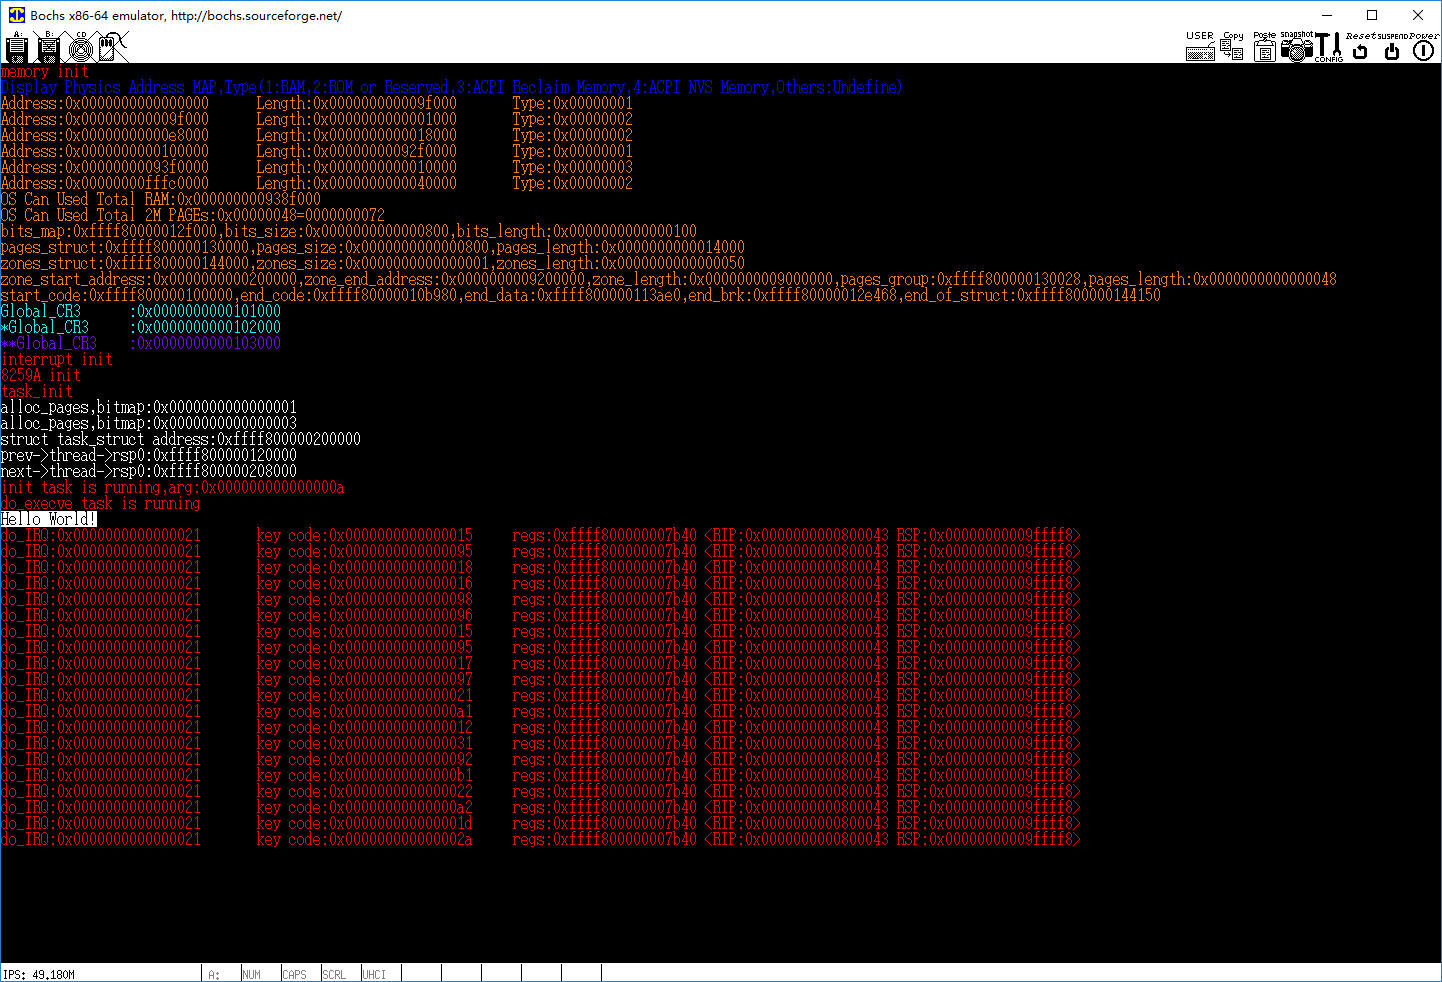 Bochs x86-64 emulator, http://bochs.sourceforge.net/
A: B: CD USER Copy Poste snapshot CONFIG Reset SUSPEND Power
memory init
Display Physics Address MAP,Type(1:RAM,2:ROM or Reserved,3:ACPI Reclaim Memory,4:ACPI NVS Memory,Others:Undefine)
Address:0x0000000000000000 Length:0x000000000009f000 Type:0x00000001
Address:0x000000000009f000 Length:0x0000000000001000 Type:0x00000002
Address:0x00000000000e8000 Length:0x0000000000018000 Type:0x00000002
Address:0x0000000000100000 Length:0x00000000092f0000 Type:0x00000001
Address:0x00000000093f0000 Length:0x0000000000010000 Type:0x00000003
Address:0x00000000fffc0000 Length:0x0000000000040000 Type:0x00000002
OS Can Used Total RAM:0x000000000938f000
OS Can Used Total 2M PAGEs:0x00000048=0000000072
bits_map:0xffff80000012f000,bits_size:0x0000000000000800,bits_length:0x0000000000000100
pages_struct:0xffff800000130000,pages_size:0x0000000000000800,pages_length:0x0000000000014000
zones_struct:0xffff800000144000,zones_size:0x0000000000000001,zones_length:0x0000000000000050
zone_start_address:0x0000000000200000,zone_end_address:0x0000000009200000,zone_length:0x0000000009000000,pages_group:0xffff800000130028,pages_length:0x0000000000000048
start_code:0xffff800000100000,end_code:0xffff80000010b980,end_data:0xffff800000113ae0,end_brk:0xffff80000012e468,end_of_struct:0xffff800000144150
Global_CR3 :0x0000000000101000
*Global_CR3 :0x0000000000102000
**Global_CR3 :0x0000000000103000
interrupt init
8259A init
task_init
alloc_pages,bitmap:0x0000000000000001
alloc_pages,bitmap:0x0000000000000003
struct task_struct address:0xffff800000200000
prev->thread->rsp0:0xffff800000120000
next->thread->rsp0:0xffff800000208000
init task is running,arg:0x000000000000000a
do_execve task is running
Hello World!
do_IRQ:0x0000000000000021 key code:0x0000000000000015 regs:0xffff800000007b40 <RIP:0x0000000000800043 RSP:0x00000000009ffff8>
do_IRQ:0x0000000000000021 key code:0x0000000000000095 regs:0xffff800000007b40 <RIP:0x0000000000800043 RSP:0x00000000009ffff8>
do_IRQ:0x0000000000000021 key code:0x0000000000000018 regs:0xffff800000007b40 <RIP:0x0000000000800043 RSP:0x00000000009ffff8>
do_IRQ:0x0000000000000021 key code:0x0000000000000016 regs:0xffff800000007b40 <RIP:0x0000000000800043 RSP:0x00000000009ffff8>
do_IRQ:0x0000000000000021 key code:0x0000000000000098 regs:0xffff800000007b40 <RIP:0x0000000000800043 RSP:0x00000000009ffff8>
do_IRQ:0x0000000000000021 key code:0x0000000000000096 regs:0xffff800000007b40 <RIP:0x0000000000800043 RSP:0x00000000009ffff8>
do_IRQ:0x0000000000000021 key code:0x0000000000000015 regs:0xffff800000007b40 <RIP:0x0000000000800043 RSP:0x00000000009ffff8>
do_IRQ:0x0000000000000021 key code:0x0000000000000095 regs:0xffff800000007b40 <RIP:0x0000000000800043 RSP:0x00000000009ffff8>
do_IRQ:0x0000000000000021 key code:0x0000000000000017 regs:0xffff800000007b40 <RIP:0x0000000000800043 RSP:0x00000000009ffff8>
do_IRQ:0x0000000000000021 key code:0x0000000000000097 regs:0xffff800000007b40 <RIP:0x0000000000800043 RSP:0x00000000009ffff8>
do_IRQ:0x0000000000000021 key code:0x0000000000000021 regs:0xffff800000007b40 <RIP:0x0000000000800043 RSP:0x00000000009ffff8>
do_IRQ:0x0000000000000021 key code:0x00000000000000a1 regs:0xffff800000007b40 <RIP:0x0000000000800043 RSP:0x00000000009ffff8>
do_IRQ:0x0000000000000021 key code:0x0000000000000012 regs:0xffff800000007b40 <RIP:0x0000000000800043 RSP:0x00000000009ffff8>
do_IRQ:0x0000000000000021 key code:0x0000000000000031 regs:0xffff800000007b40 <RIP:0x0000000000800043 RSP:0x00000000009ffff8>
do_IRQ:0x0000000000000021 key code:0x0000000000000092 regs:0xffff800000007b40 <RIP:0x0000000000800043 RSP:0x00000000009ffff8>
do_IRQ:0x0000000000000021 key code:0x00000000000000b1 regs:0xffff800000007b40 <RIP:0x0000000000800043 RSP:0x00000000009ffff8>
do_IRQ:0x0000000000000021 key code:0x0000000000000022 regs:0xffff800000007b40 <RIP:0x0000000000800043 RSP:0x00000000009ffff8>
do_IRQ:0x0000000000000021 key code:0x00000000000000a2 regs:0xffff800000007b40 <RIP:0x0000000000800043 RSP:0x00000000009ffff8>
do_IRQ:0x0000000000000021 key code:0x000000000000001d regs:0xffff800000007b40 <RIP:0x0000000000800043 RSP:0x00000000009ffff8>
do_IRQ:0x0000000000000021 key code:0x000000000000002a regs:0xffff800000007b40 <RIP:0x0000000000800043 RSP:0x00000000009ffff8>
IPS: 49.180M A: NUM CAPS SCRL UHCI